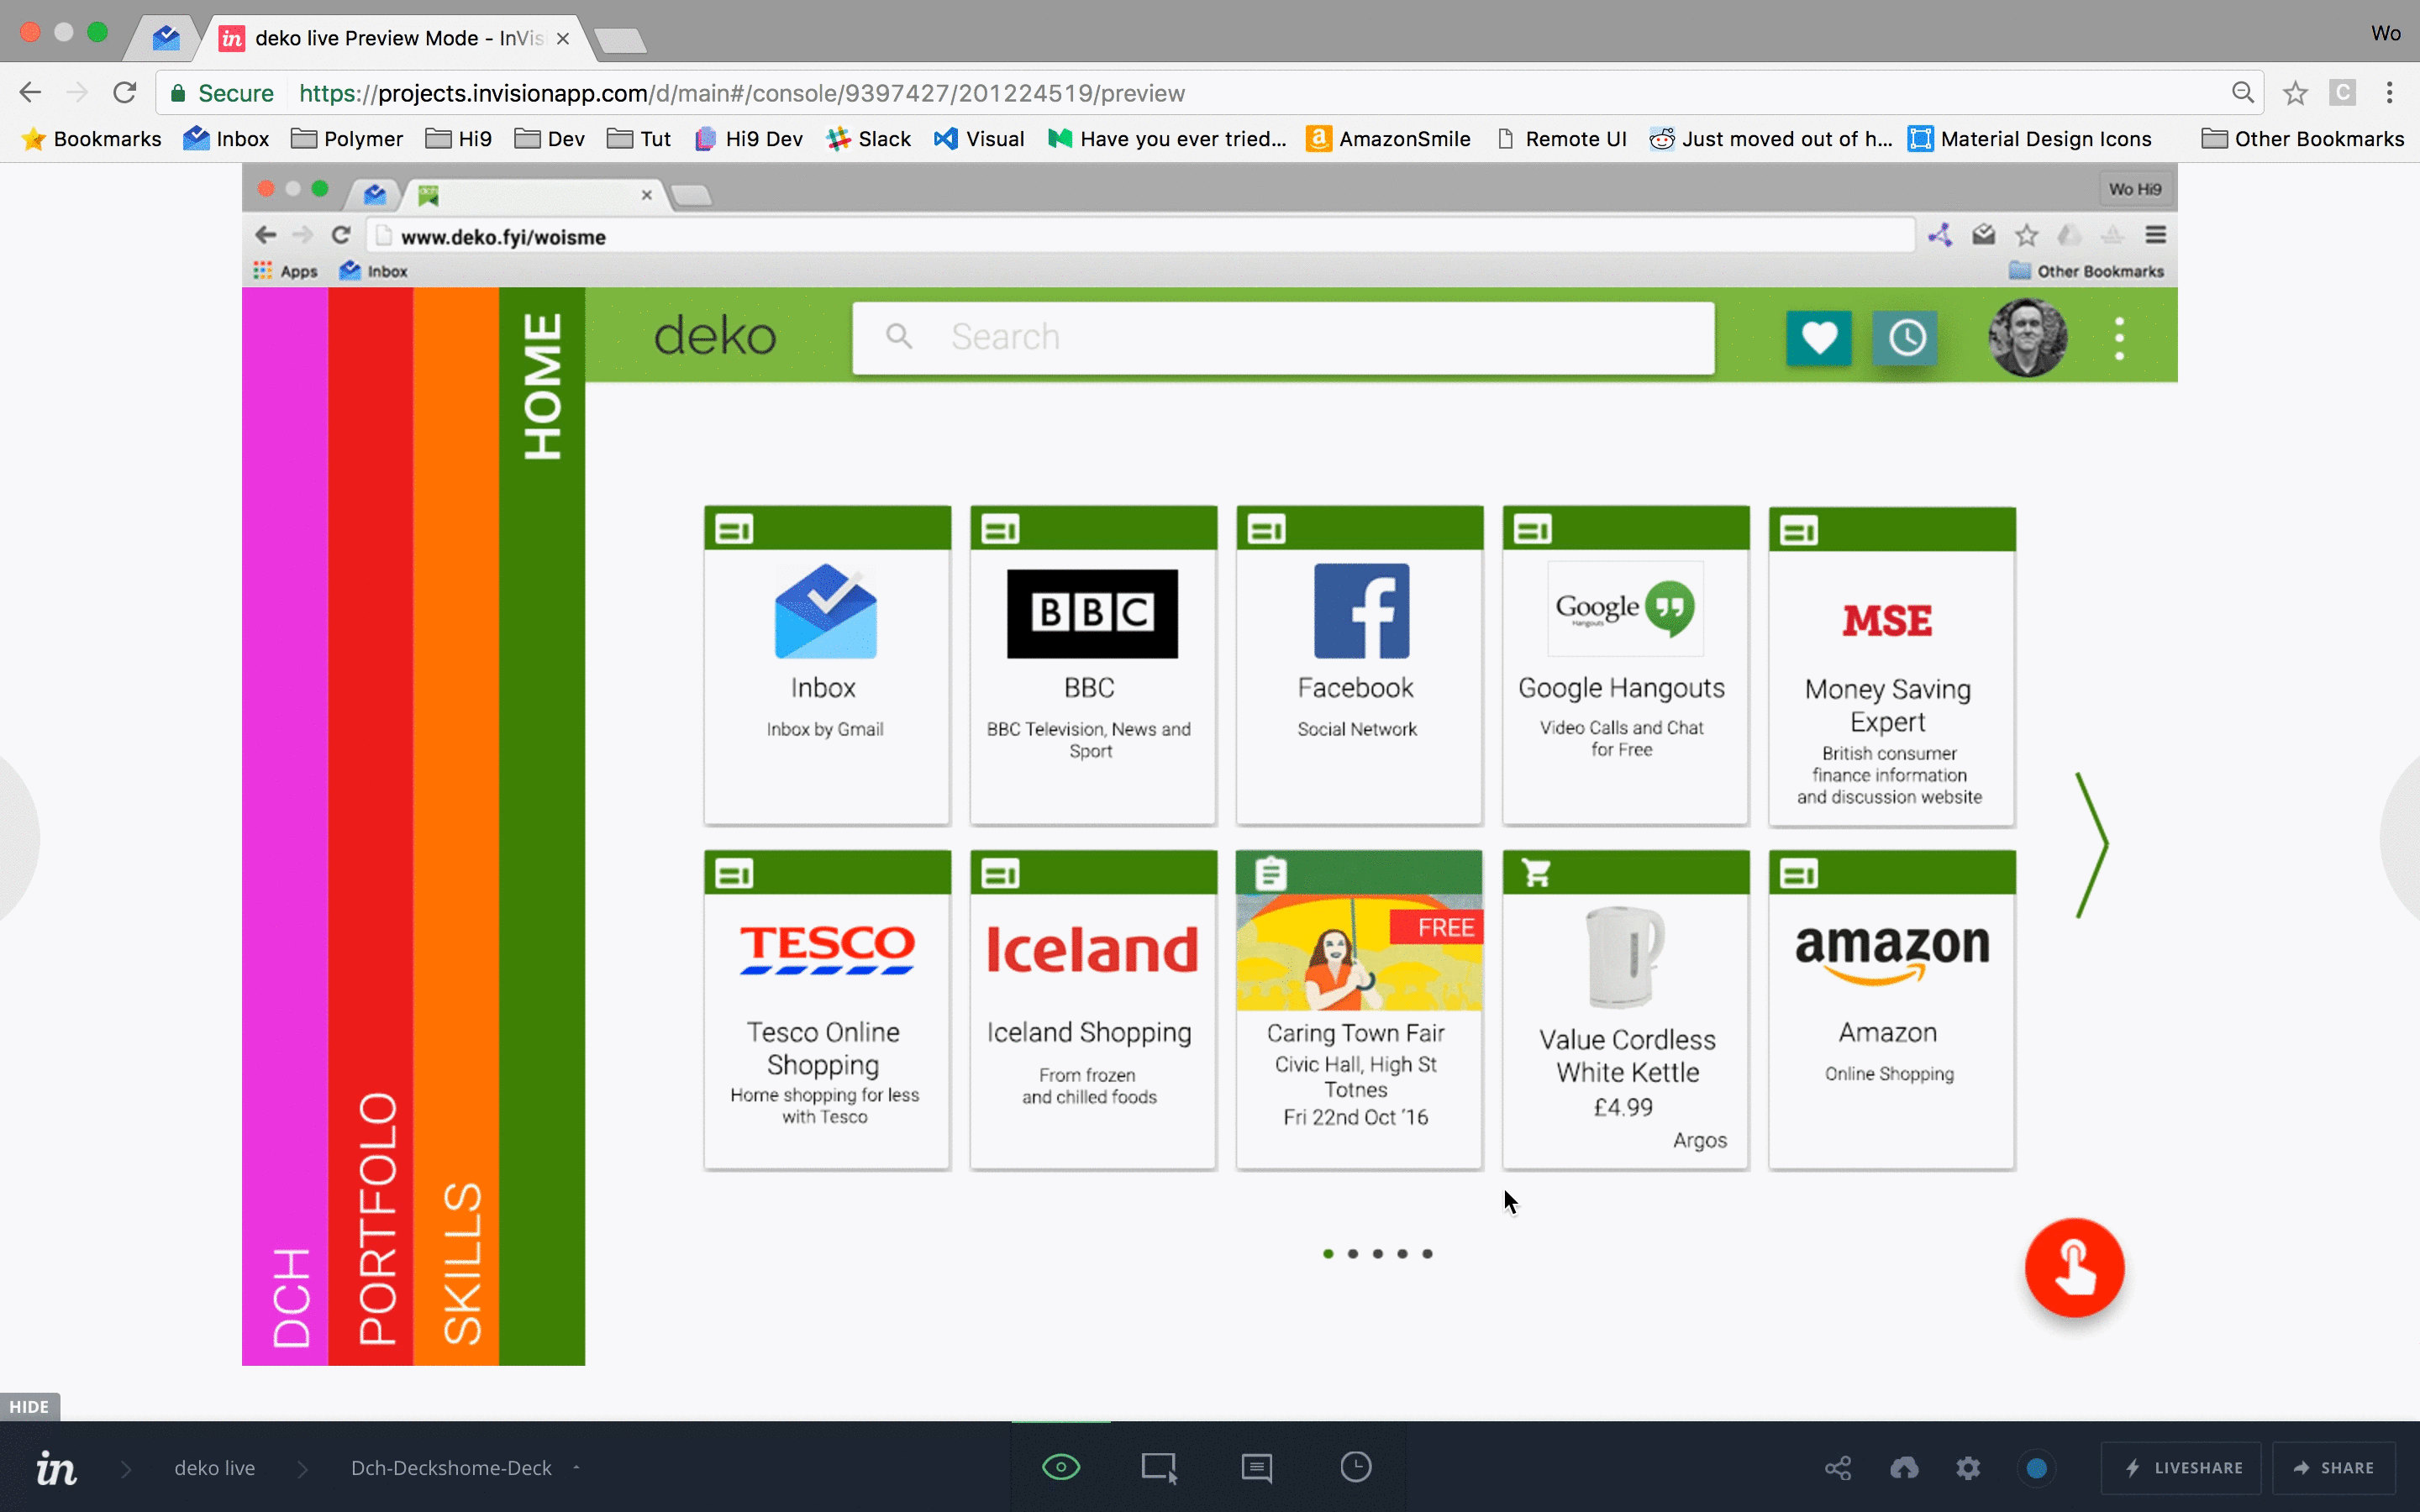 Wo
in deko live Preview Mode - InVis
Secure https://projects.invisionapp.com/d/main#/console/9397427/201224519/preview
C
Bookmarks Inbox Polymer Hi9 Dev Tut Hi9 Dev Slack Visual Have you ever tried... AmazonSmile Remote UI Just moved out of h... Material Design Icons Other Bookmarks
dch
Wo Hi9
www.deko.fyi/woisme
Apps Inbox Other Bookmarks
DCH
PORTFOLO
SKILLS
HOME
deko
Search
Inbox
Inbox by Gmail
BBC
BBC
BBC Television, News and
Sport
f
Facebook
Social Network
Google
Hangouts
Google Hangouts
Video Calls and Chat
for Free
MSE
Money Saving
Expert
British consumer
finance information
and discussion website
TESCO
Tesco Online
Shopping
Home shopping for less
with Tesco
Iceland
Iceland Shopping
From frozen
and chilled foods
FREE
Caring Town Fair
Civic Hall, High St
Totnes
Fri 22nd Oct '16
Value Cordless
White Kettle
£4.99
Argos
amazon
Amazon
Online Shopping
HIDE
in deko live Dch-Deckshome-Deck LIVESHARE SHARE